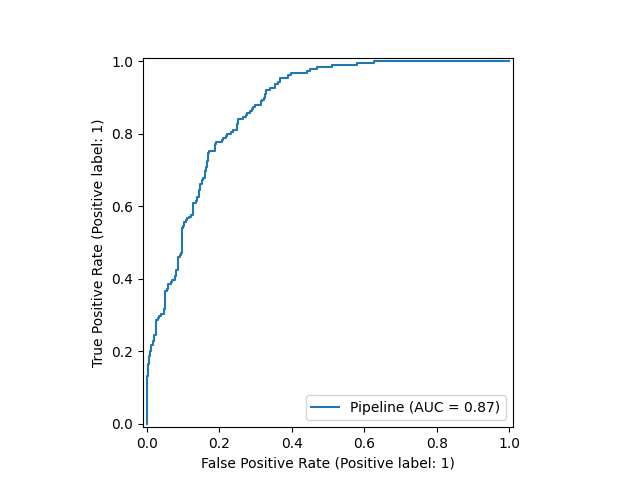 1.0
0.8
0.6
0.4
0.2
0.0
True Positive Rate (Positive label: 1)
Pipeline (AUC = 0.87)
0.0 0.2 0.4 0.6 0.8 1.0
False Positive Rate (Positive label: 1)